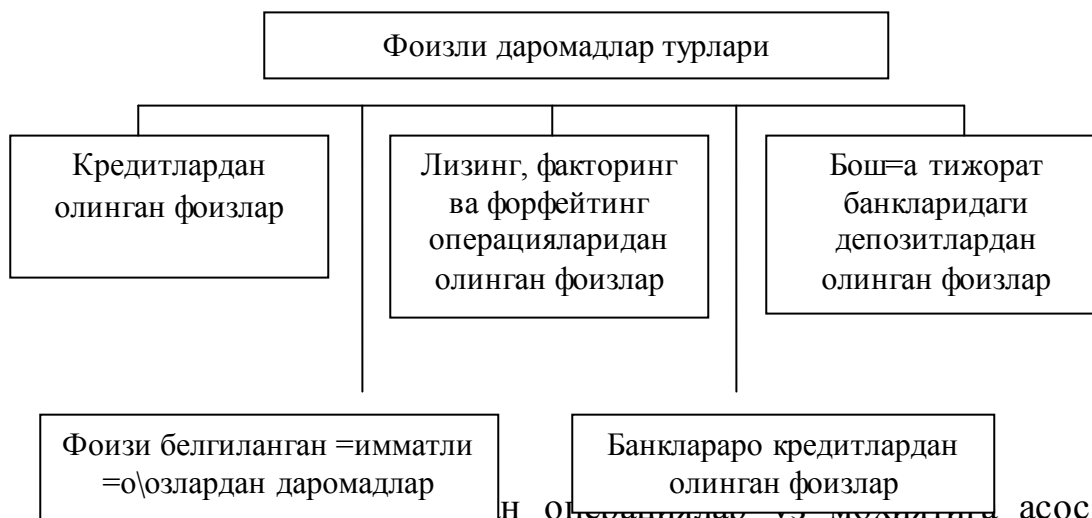 Фоизли даромадлар турлари
Кредитлардан
олинган фоизлар
Лизинг, факторинг
ва форфейтинг
операцияларидан
олинган фоизлар
Бош=а тижорат
банкларидаги
депозитлардан
олинган фоизлар
Фоизи белгиланган =имматли
=о\озлардан даромадлар
Банклараро кредитлардан
олинган фоизлар